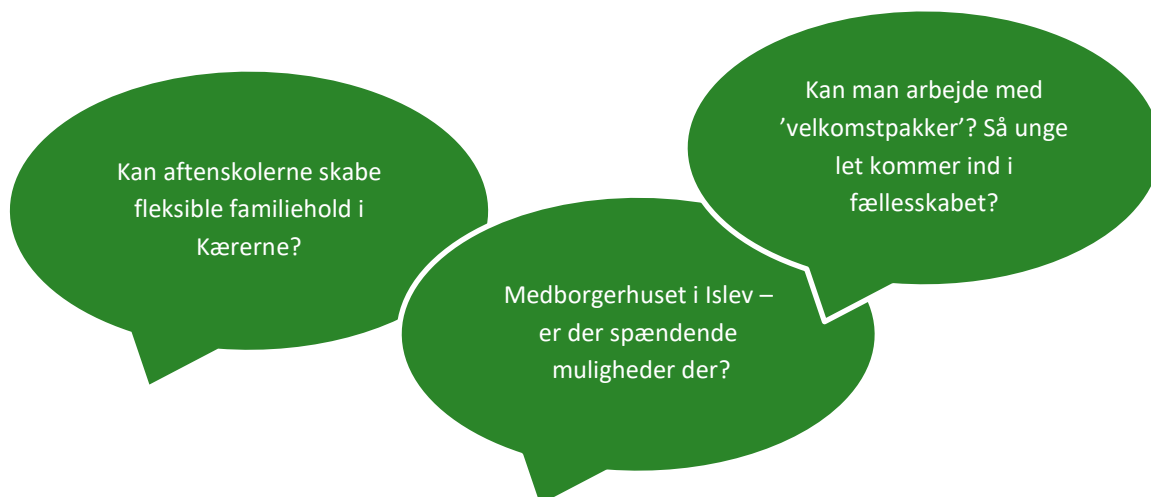 Kan aftenskolerne skabe
fleksible familiehold i
Kærerne?
Medborgerhuset i Islev –
er der spændende
muligheder der?
Kan man arbejde med
’velkomstpakker’? Så unge
let kommer ind i
fællesskabet?